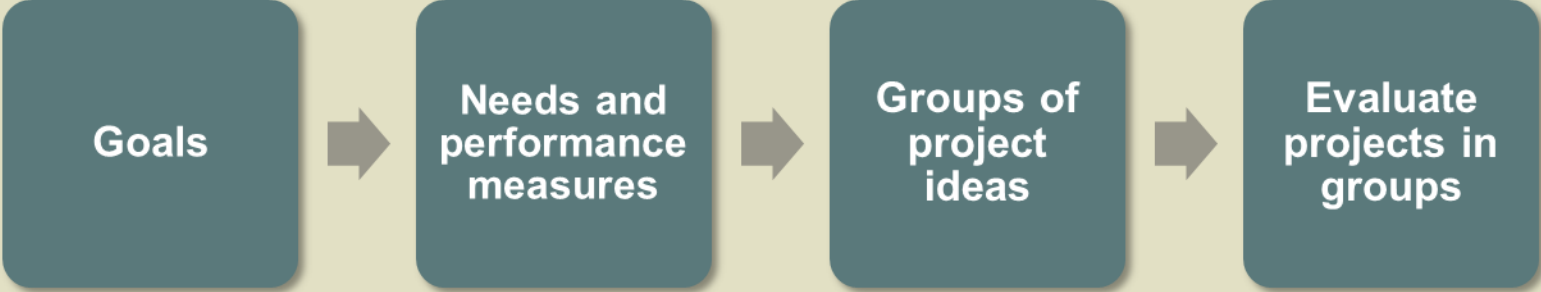 Goals
Needs and
performance
measures
Groups of
project
ideas
Evaluate
projects in
groups